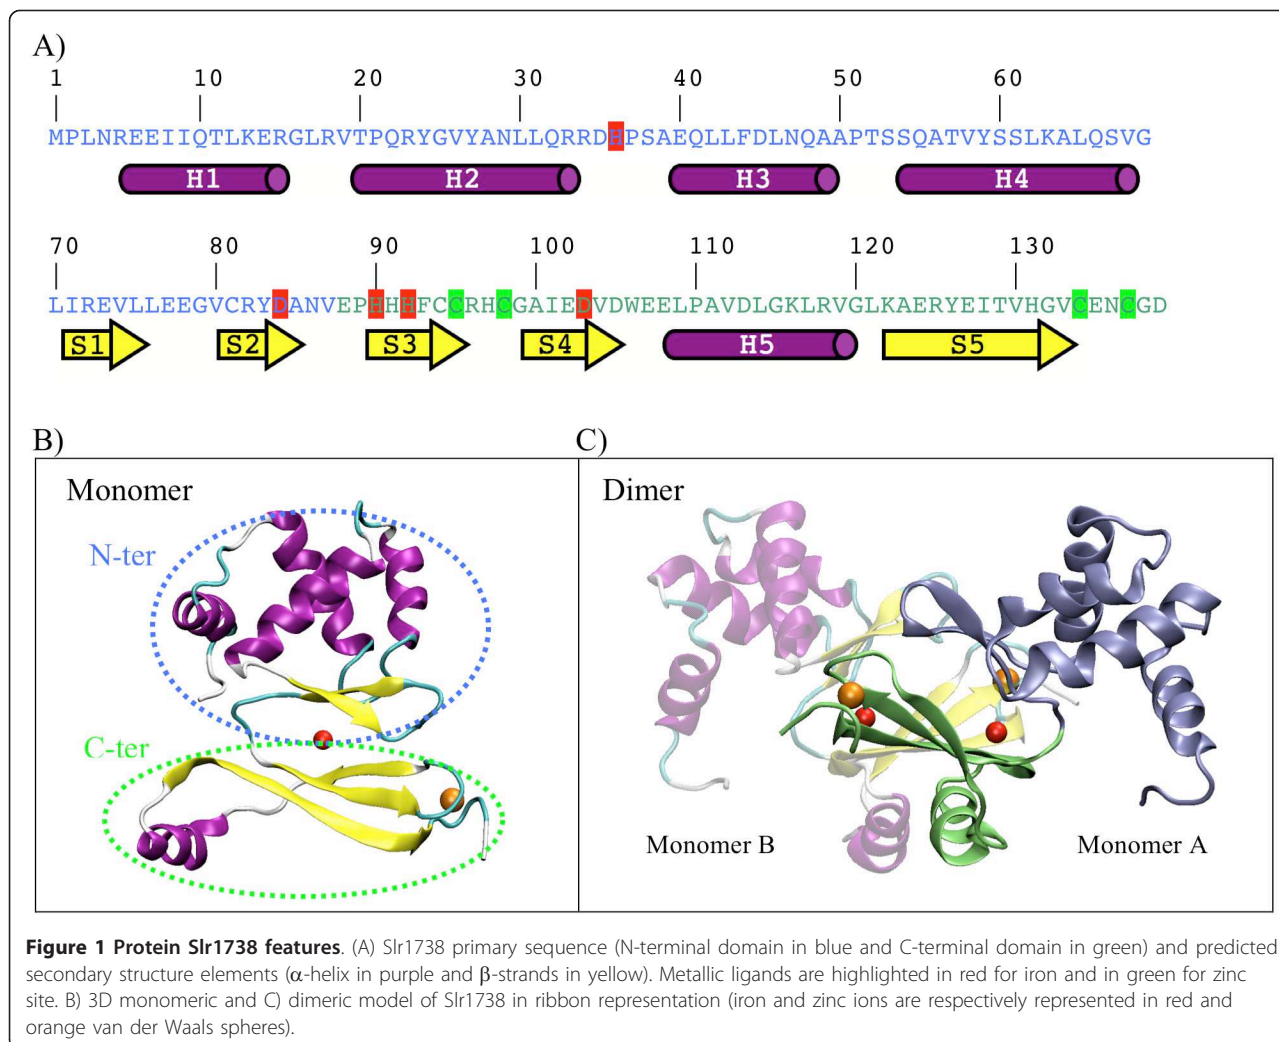 A)
1 10 20 30 40 50 60
MPLNREEIIQTLKERGLRVTPQRYGVYANLLQRRDHPSAEQLLFDLNQAAPTSSQATVYSSLKALQSVG
H1 H2 H3 H4
70 80 90 100 110 120 130
LIREVLLEEGVCRYDANVEPHHHFCCRHCGAIEDVDWEELPAVDLGKLRVGLKAERYEITVHGVCENCGD
S1 S2 S3 S4 H5 S5
B) C)
Monomer Dimer
N-ter
C-ter
Monomer B Monomer A
Figure 1 Protein Slr1738 features. (A) Slr1738 primary sequence (N-terminal domain in blue and C-terminal domain in green) and predicted
secondary structure elements (α-helix in purple and β-strands in yellow). Metallic ligands are highlighted in red for iron and in green for zinc
site. B) 3D monomeric and C) dimeric model of Slr1738 in ribbon representation (iron and zinc ions are respectively represented in red and
orange van der Waals spheres).